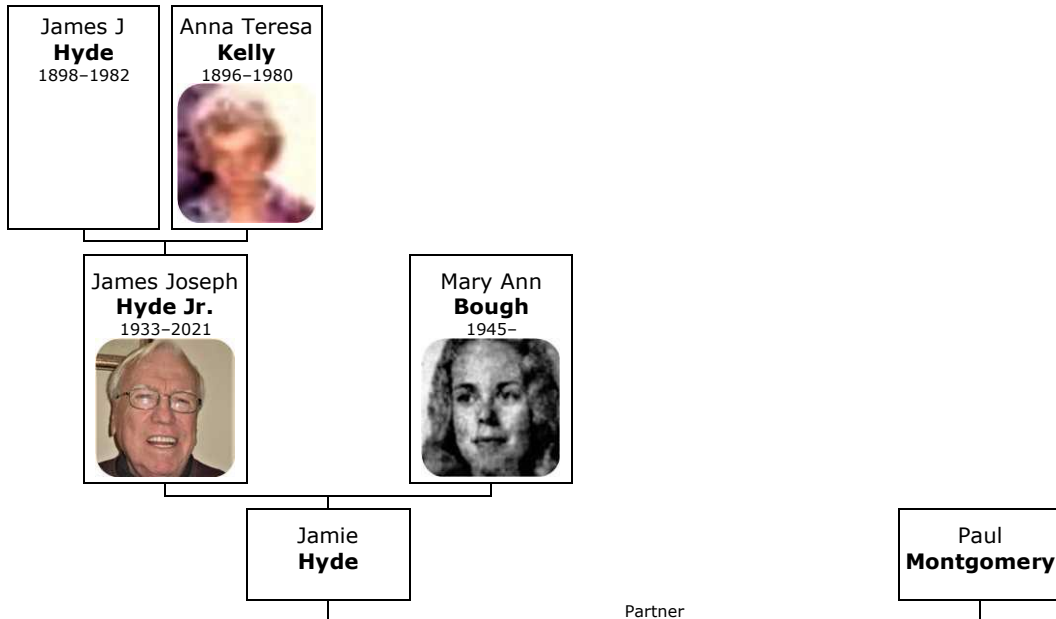 James J
Hyde
1898–1982
Anna Teresa
Kelly
1896–1980
James Joseph
Hyde Jr.
1933–2021
Mary Ann
Bough
1945–
Jamie
Hyde
Paul
Montgomery
Partner